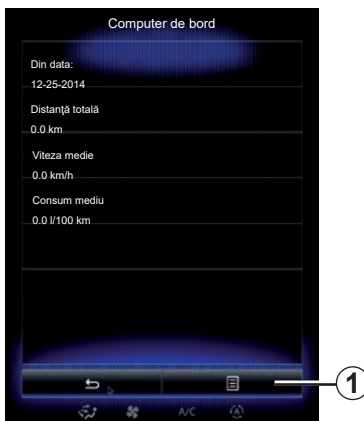 Computer de bord
Din data:
12-25-2014
Distanţă totală
0.0 km
Viteza medie
0.0 km/h
Consum mediu
0.0 l/100 km
1
A/C